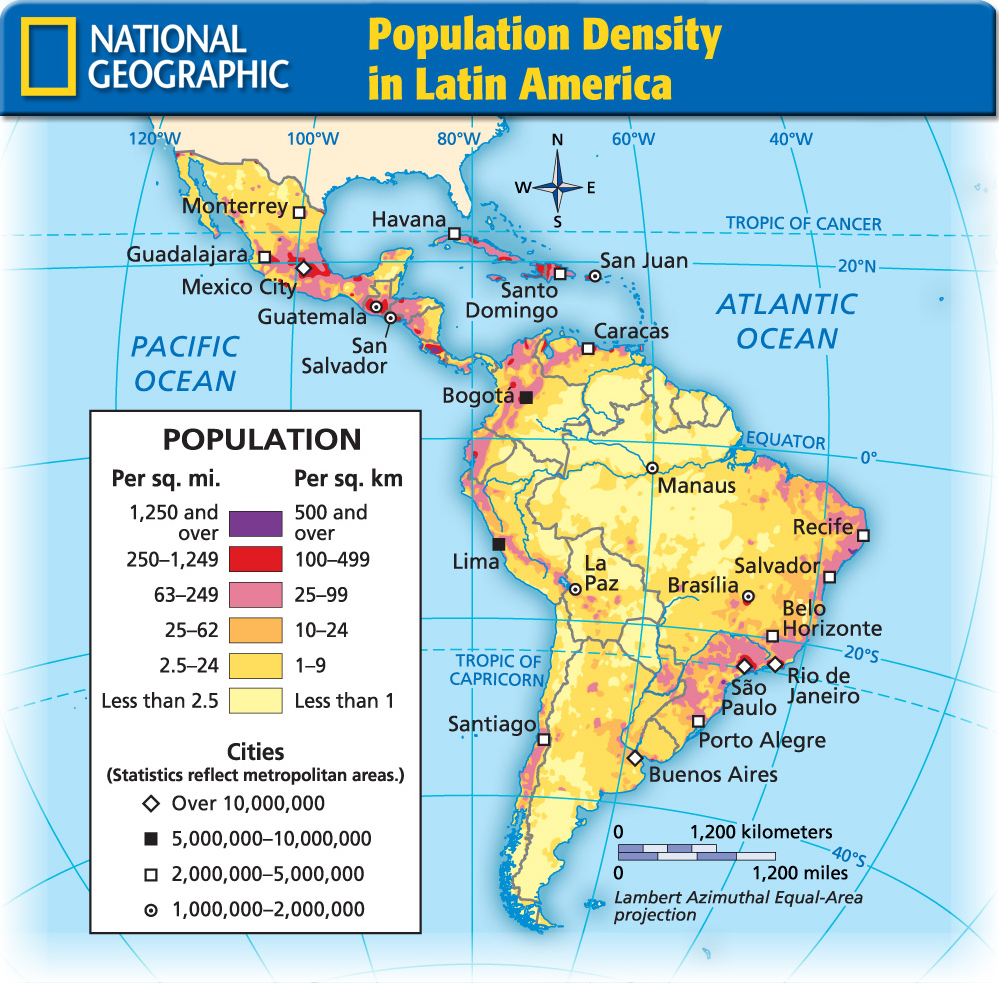 NATIONAL
GEOGRAPHIC
Population Density
in Latin America
120°W
100°W
80°W
60°W
40°W
N
W
E
S
Monterrey
Havana
TROPIC OF CANCER
Guadalajara
San Juan
20°N
Mexico City
Santo
Domingo
ATLANTIC
OCEAN
Guatemala
Caracas
San
Salvador
PACIFIC
OCEAN
Bogotá
EQUATOR
0°
Manaus
Recife
Lima
La
Paz
Salvador
Brasília
Belo
Horizonte
20°S
TROPIC OF
CAPRICORN
Rio de
Janeiro
São
Paulo
Santiago
Porto Alegre
Buenos Aires
POPULATION
Per sq. mi.
Per sq. km
1,250 and
over
500 and
over
250–1,249
100–499
63–249
25–99
25–62
10–24
2.5–24
1–9
Less than 2.5
Less than 1
Cities
(Statistics reflect metropolitan areas.)
Over 10,000,000
5,000,000–10,000,000
2,000,000–5,000,000
1,000,000–2,000,000
0
1,200 kilometers
0
1,200 miles
40°S
Lambert Azimuthal Equal-Area
projection